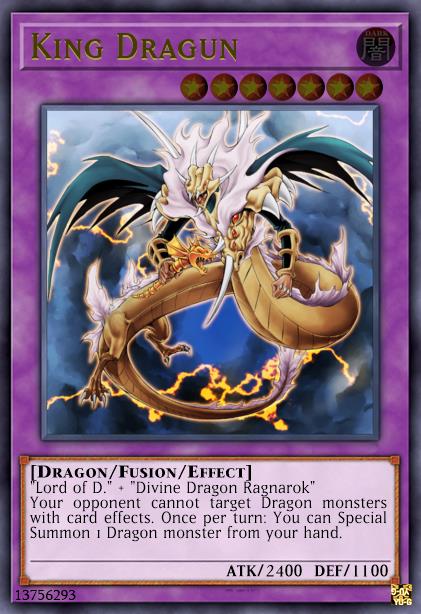 King Dragun
DARK
闇
[Dragon/Fusion/Effect]
"Lord of D." + "Divine Dragon Ragnarok"
Your opponent cannot target Dragon monsters
with card effects. Once per turn: You can Special
Summon 1 Dragon monster from your hand.
ATK/2400 DEF/1100
13756293